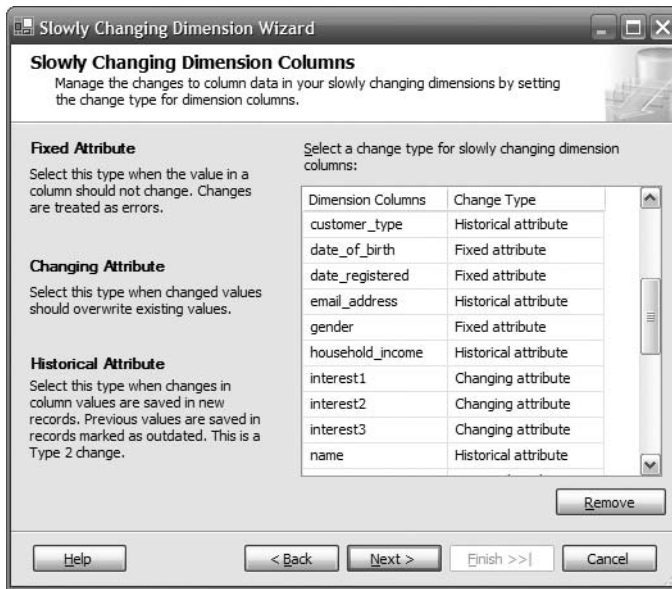 Slowly Changing Dimension Wizard
Slowly Changing Dimension Columns
Manage the changes to column data in your slowly changing dimensions by setting
the change type for dimension columns.
Fixed Attribute
Select this type when the value in a
column should not change. Changes
are treated as errors.
Changing Attribute
Select this type when changed values
should overwrite existing values.
Historical Attribute
Select this type when changes in
column values are saved in new
records. Previous values are saved in
records marked as outdated. This is a
Type 2 change.
Select a change type for slowly changing dimension
columns:
Dimension Columns Change Type
customer_type Historical attribute
date_of_birth Fixed attribute
date_registered Fixed attribute
email_address Historical attribute
gender Fixed attribute
household_income Historical attribute
interest1 Changing attribute
interest2 Changing attribute
interest3 Changing attribute
name Historical attribute
Remove
Help < Back Next > Finish >>| Cancel